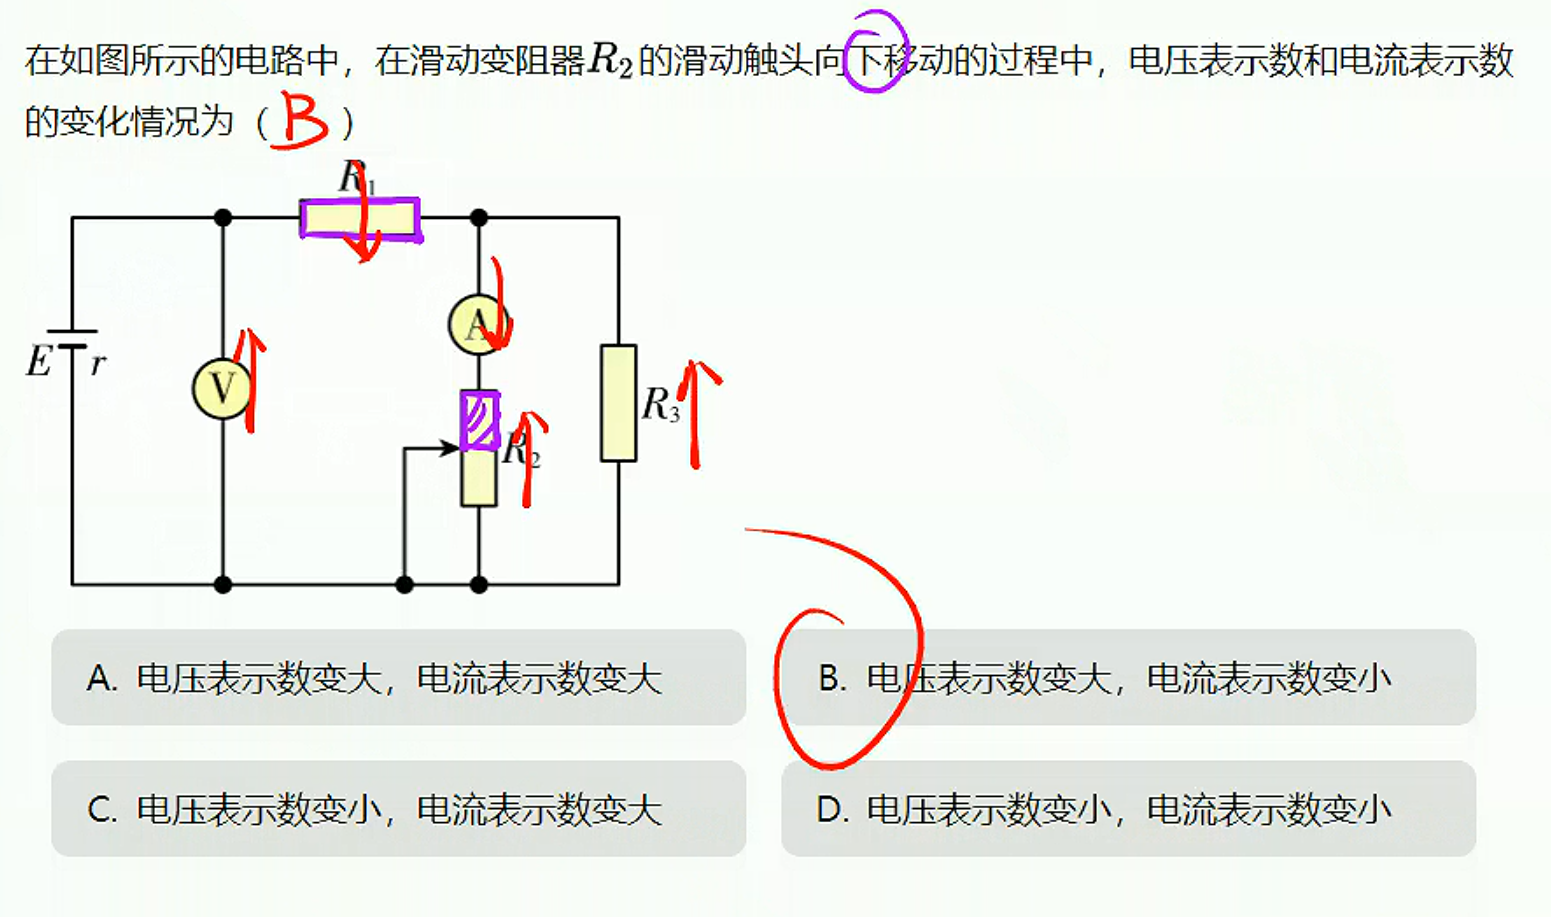 在如图所示的电路中，在滑动变阻器R₂的滑动触头向下移动的过程中，电压表示数和电流表示数
的变化情况为（B）
R₁
A
E r
V
R₃
R₂
A. 电压表示数变大，电流表示数变大
B. 电压表示数变大，电流表示数变小
C. 电压表示数变小，电流表示数变大
D. 电压表示数变小，电流表示数变小